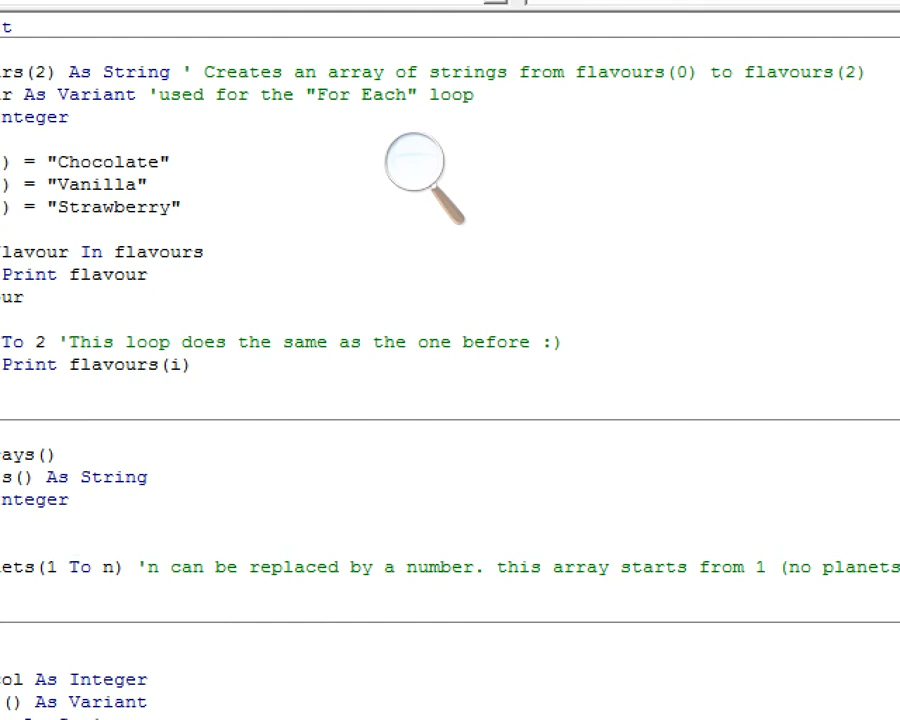 t
rs(2) As String ' Creates an array of strings from flavours(0) to flavours(2)
r As Variant 'used for the "For Each" loop
nteger
) = "Chocolate"
) = "Vanilla"
) = "Strawberry"
lavour In flavours
Print flavour
ur
To 2 'This loop does the same as the one before :)
Print flavours(i)
ays()
s() As String
nteger
ets(1 To n) 'n can be replaced by a number. this array starts from 1 (no planets
ol As Integer
() As Variant